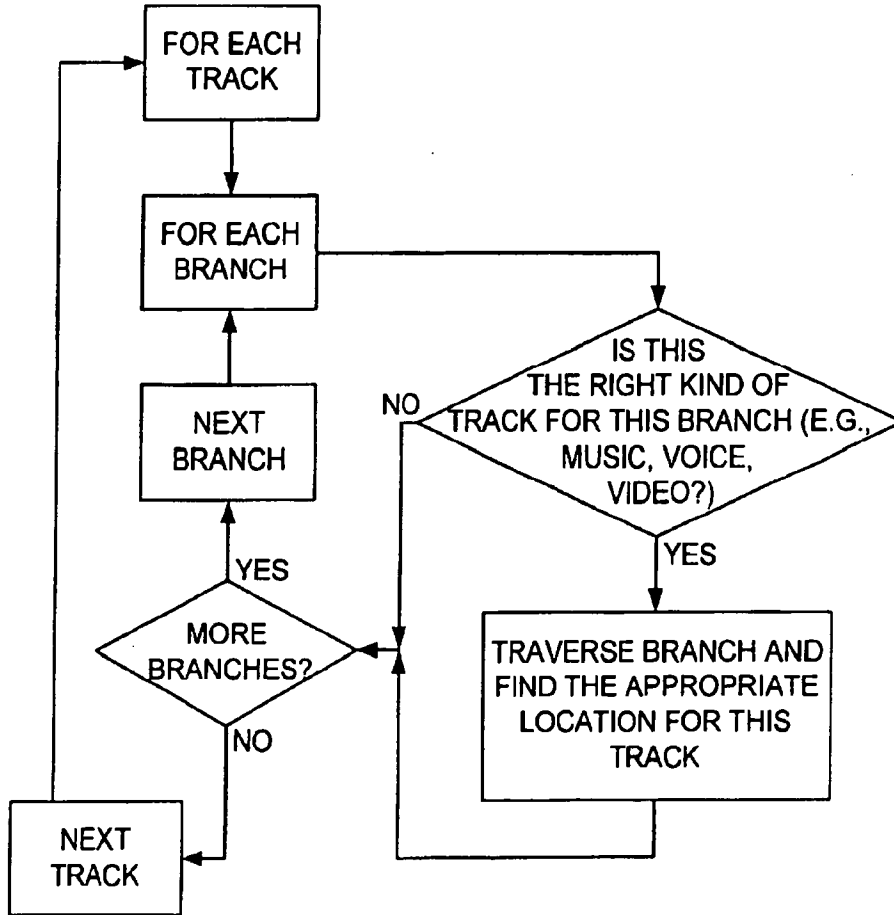 FOR EACH
TRACK
FOR EACH
BRANCH
IS THIS
THE RIGHT KIND OF
TRACK FOR THIS BRANCH (E.G.,
MUSIC, VOICE,
VIDEO?)
NO
YES
NEXT
BRANCH
YES
MORE
BRANCHES?
NO
TRAVERSE BRANCH AND
FIND THE APPROPRIATE
LOCATION FOR THIS
TRACK
NEXT
TRACK